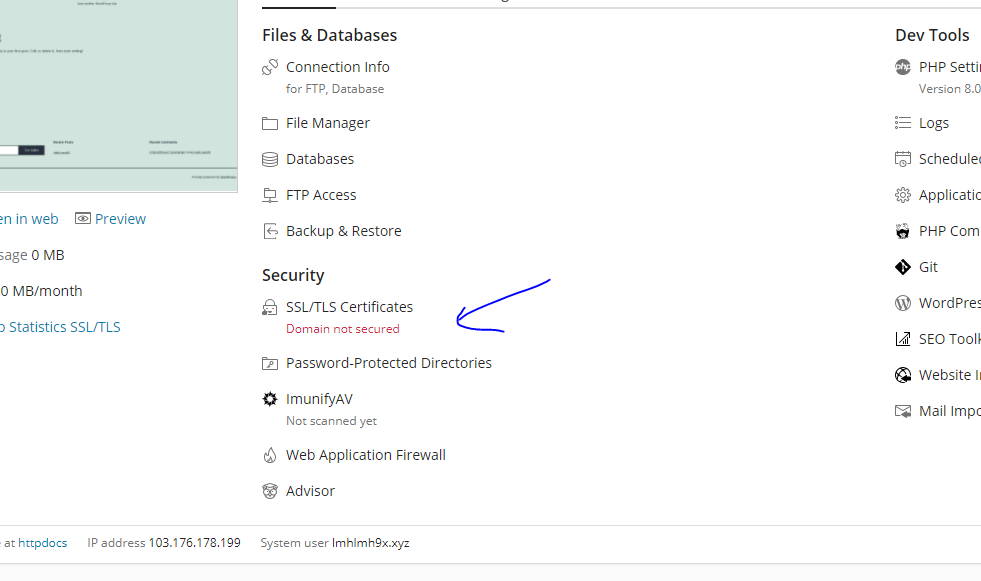 Files & Databases
Connection Info
for FTP, Database
File Manager
Databases
FTP Access
Backup & Restore
Security
SSL/TLS Certificates
Domain not secured
Password-Protected Directories
ImunifyAV
Not scanned yet
Web Application Firewall
Advisor
Dev Tools
php PHP Setti
Version 8.0
Logs
Scheduled
Applicatio
PHP Com
Git
WordPres
SEO Toolk
Website I
Mail Impo
en in web Preview
sage 0 MB
0 MB/month
b Statistics SSL/TLS
at httpdocs IP address 103.176.178.199 System user lmhlmh9x.xyz